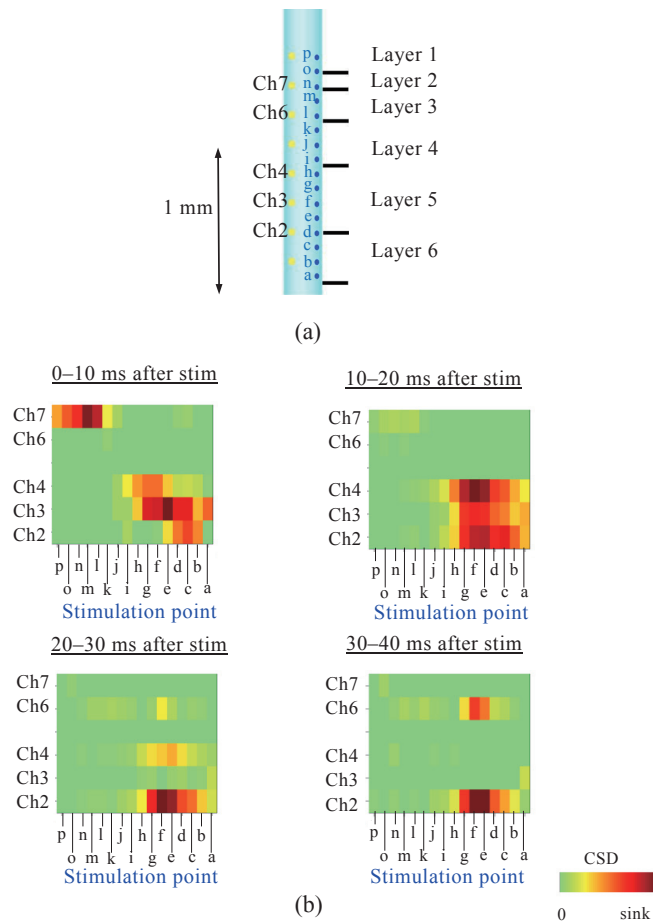 p
o
n
m
l
k
j
i
h
g
f
e
d
c
b
a
Ch7
Ch6
Ch4
Ch3
Ch2
1 mm
Layer 1
Layer 2
Layer 3
Layer 4
Layer 5
Layer 6
(a)
0–10 ms after stim
Ch7
Ch6
Ch4
Ch3
Ch2
p n l j h f d b
o m k i g e c a
Stimulation point
10–20 ms after stim
Ch7
Ch6
Ch4
Ch3
Ch2
p n l j h f d b
o m k i g e c a
Stimulation point
20–30 ms after stim
Ch7
Ch6
Ch4
Ch3
Ch2
p n l j h f d b
o m k i g e c a
Stimulation point
30–40 ms after stim
Ch7
Ch6
Ch4
Ch3
Ch2
p n l j h f d b
o m k i g e c a
Stimulation point
CSD
0 sink
(b)